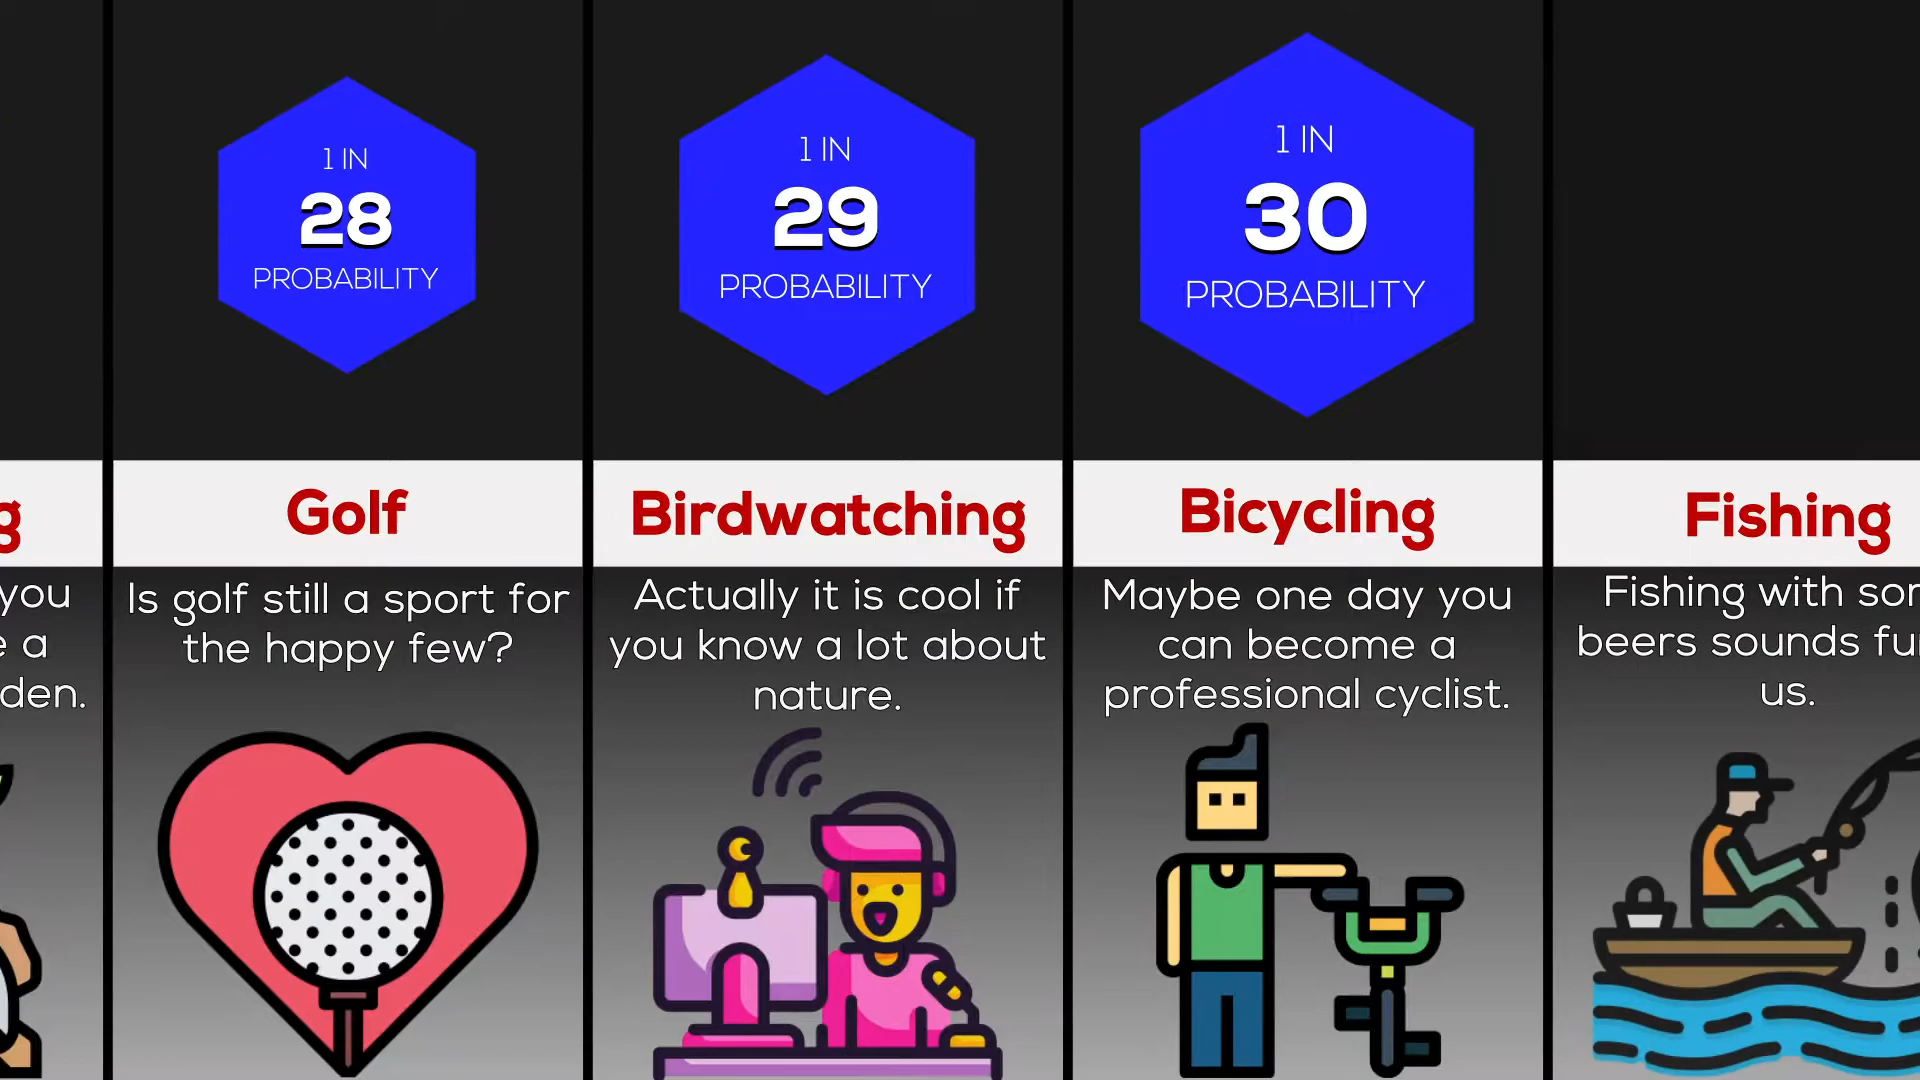 g
you
e a
den.
1 IN
28
PROBABILITY
Golf
Is golf still a sport for
the happy few?
1 IN
29
PROBABILITY
Birdwatching
Actually it is cool if
you know a lot about
nature.
1 IN
30
PROBABILITY
Bicycling
Maybe one day you
can become a
professional cyclist.
Fishing
Fishing with
beers sounds
us.